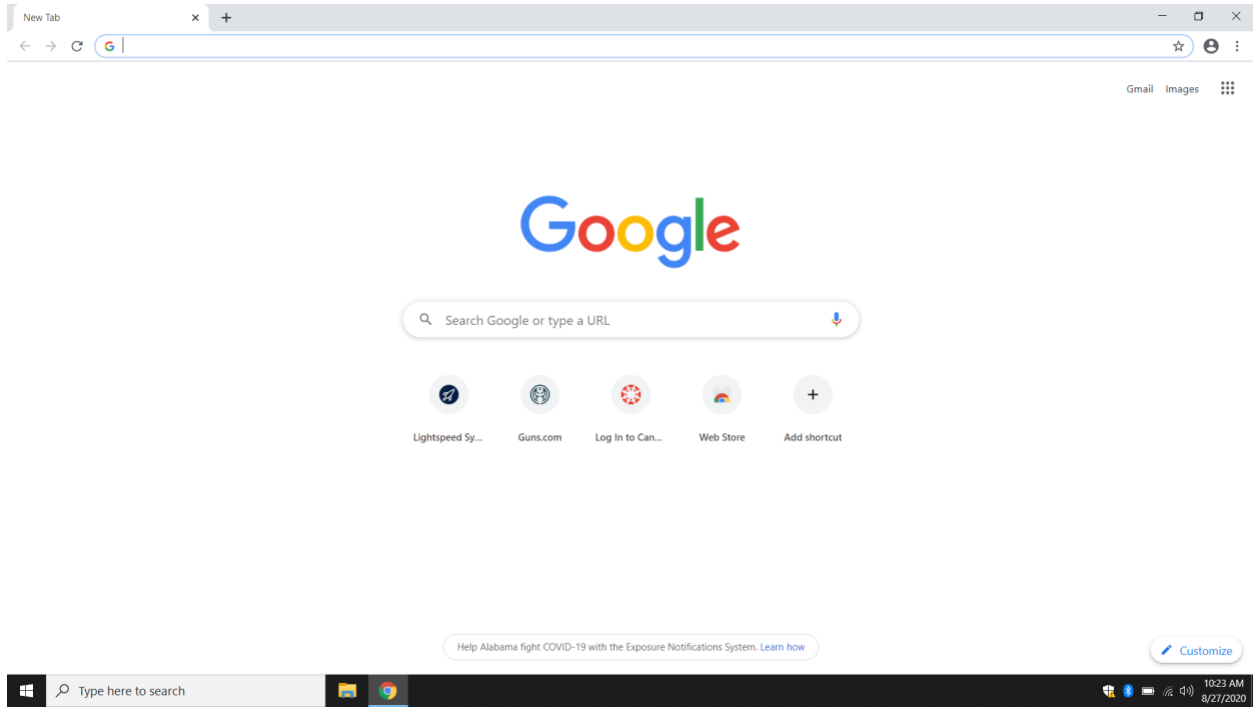 New Tab
Gmail Images
Google
Search Google or type a URL
Lightspeed Sy... Guns.com Log In to Can... Web Store Add shortcut
Help Alabama fight COVID-19 with the Exposure Notifications System. Learn how
Customize
Type here to search
10:23 AM
8/27/2020